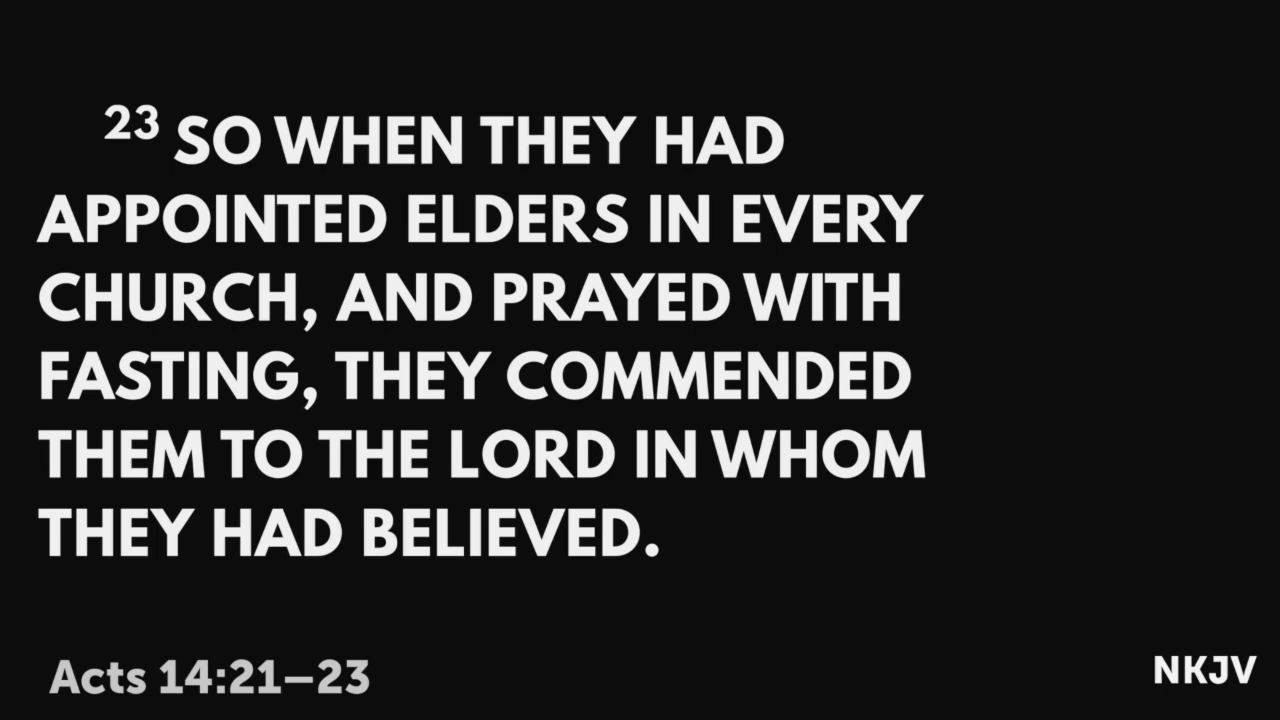 23 SO WHEN THEY HAD
APPOINTED ELDERS IN EVERY
CHURCH, AND PRAYED WITH
FASTING, THEY COMMENDED
THEM TO THE LORD IN WHOM
THEY HAD BELIEVED.
Acts 14:21–23
NKJV